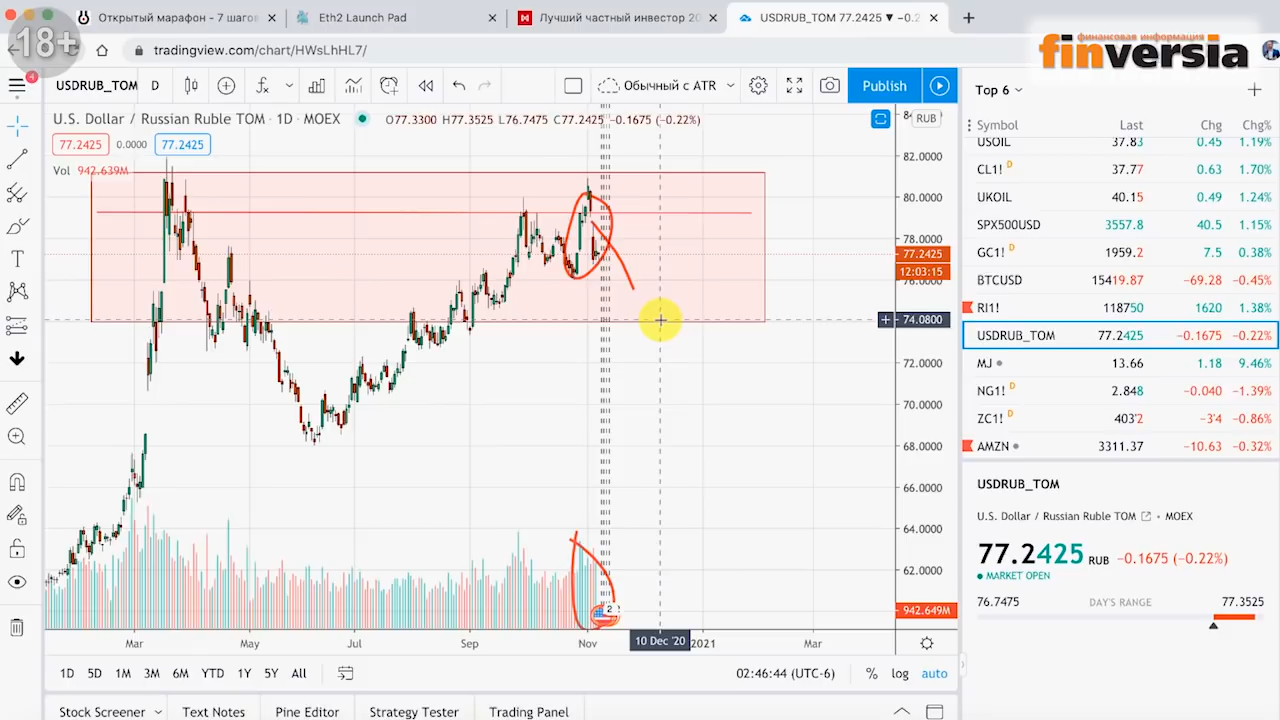 Открытый марафон - 7 шагов
Eth2 Launch Pad
Лучший частный инвестор 20
USDRUB_TOM 77.2425 ▼ −0.2
18+
tradingview.com/chart/HWsLhHL7/
финансовая информация
finversia
4
USDRUB_TOM
D
Обычный с ATR
Publish
Top 6
U.S. Dollar / Russian Ruble TOM · 1D · MOEX
O77.3300 H77.3525 L76.7475 C77.2425 −0.1675 (−0.22%)
RUB
77.2425 0.0000 77.2425
Vol 942.639M
82.0000
80.0000
78.0000
77.2425
12:03:15
76.0000
74.0800
72.0000
70.0000
68.0000
66.0000
64.0000
62.0000
942.649M
2
Mar May Jul Sep Nov 10 Dec '20 2021 Mar
1D 5D 1M 3M 6M YTD 1Y 5Y All
02:46:44 (UTC-6)
% log auto
Stock Screener Text Notes Pine Editor Strategy Tester Trading Panel
Symbol Last Chg Chg%
USOIL 37.83 0.45 1.19%
CL1! D 37.77 0.63 1.70%
UKOIL 40.15 0.49 1.24%
SPX500USD 3557.8 40.5 1.15%
GC1! D 1959.2 7.5 0.38%
BTCUSD 15419.87 −69.28 −0.45%
RI1! 118750 1620 1.38%
USDRUB_TOM 77.2425 −0.1675 −0.22%
MJ 13.66 1.18 9.46%
NG1! D 2.848 −0.040 −1.39%
ZC1! D 403'2 −3'4 −0.86%
AMZN 3311.37 −10.63 −0.32%
USDRUB_TOM
U.S. Dollar / Russian Ruble TOM • MOEX
77.2425 RUB −0.1675 (−0.22%)
MARKET OPEN
76.7475 DAY'S RANGE 77.3525